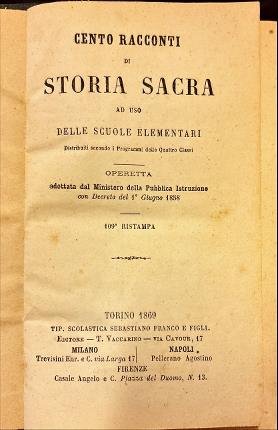 CENTO RACCONTI
DI
STORIA SACRA
AD USO
DELLE SCUOLE ELEMENTARI
Distribuiti secondo i Programmi delle Quattro Classi
OPERETTA
adottata dal Ministero della Pubblica Istruzione
con Decreto del 1° Giugno 1858
109ª RISTAMPA
TORINO 1869
TIP. SCOLASTICA SEBASTIANO FRANCO E FIGLI.
EDITORE — T. VACCARINO — VIA CAVOUR, 17
MILANO NAPOLI
Trevisini Enr. e C. via Larga 17 Pellerano Agostino
FIRENZE
Casale Angelo e C. Piazza del Duomo, N. 13.